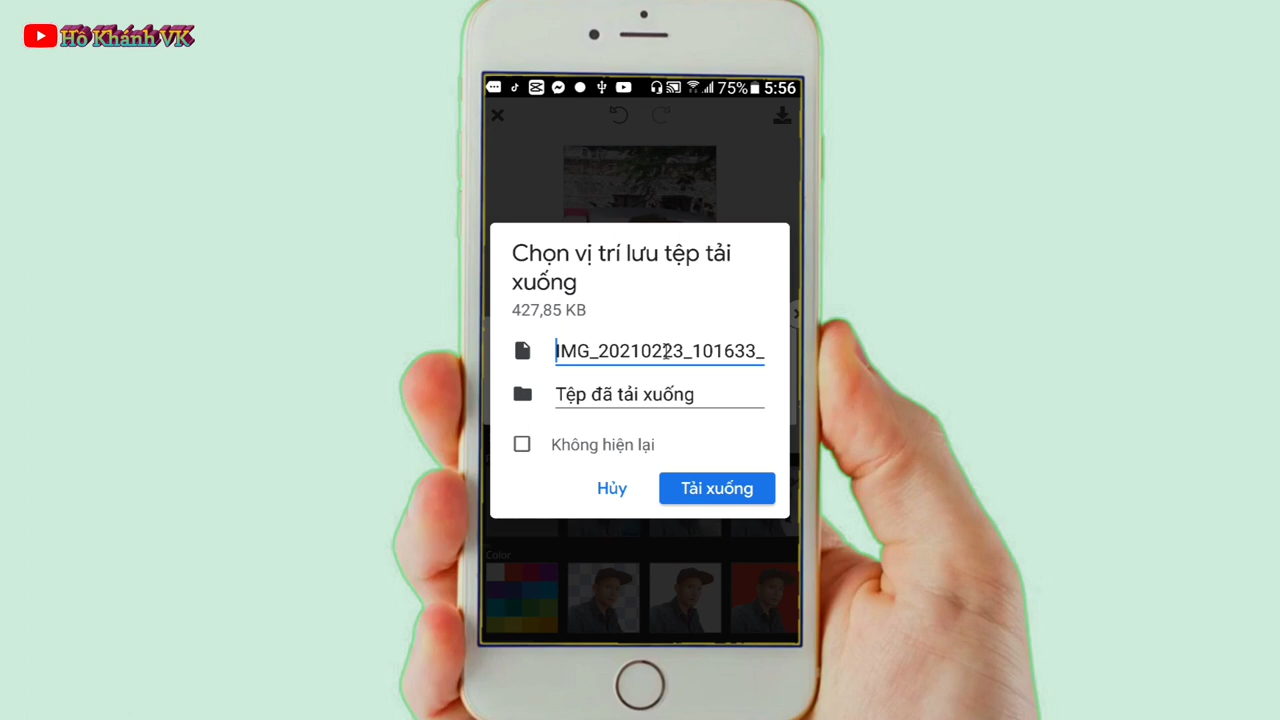 Hồ Khánh VK
75% 5:56
Chọn vị trí lưu tệp tải
xuống
427,85 KB
IMG_20210223_101633_
Tệp đã tải xuống
Không hiện lại
Hủy
Tải xuống
Color